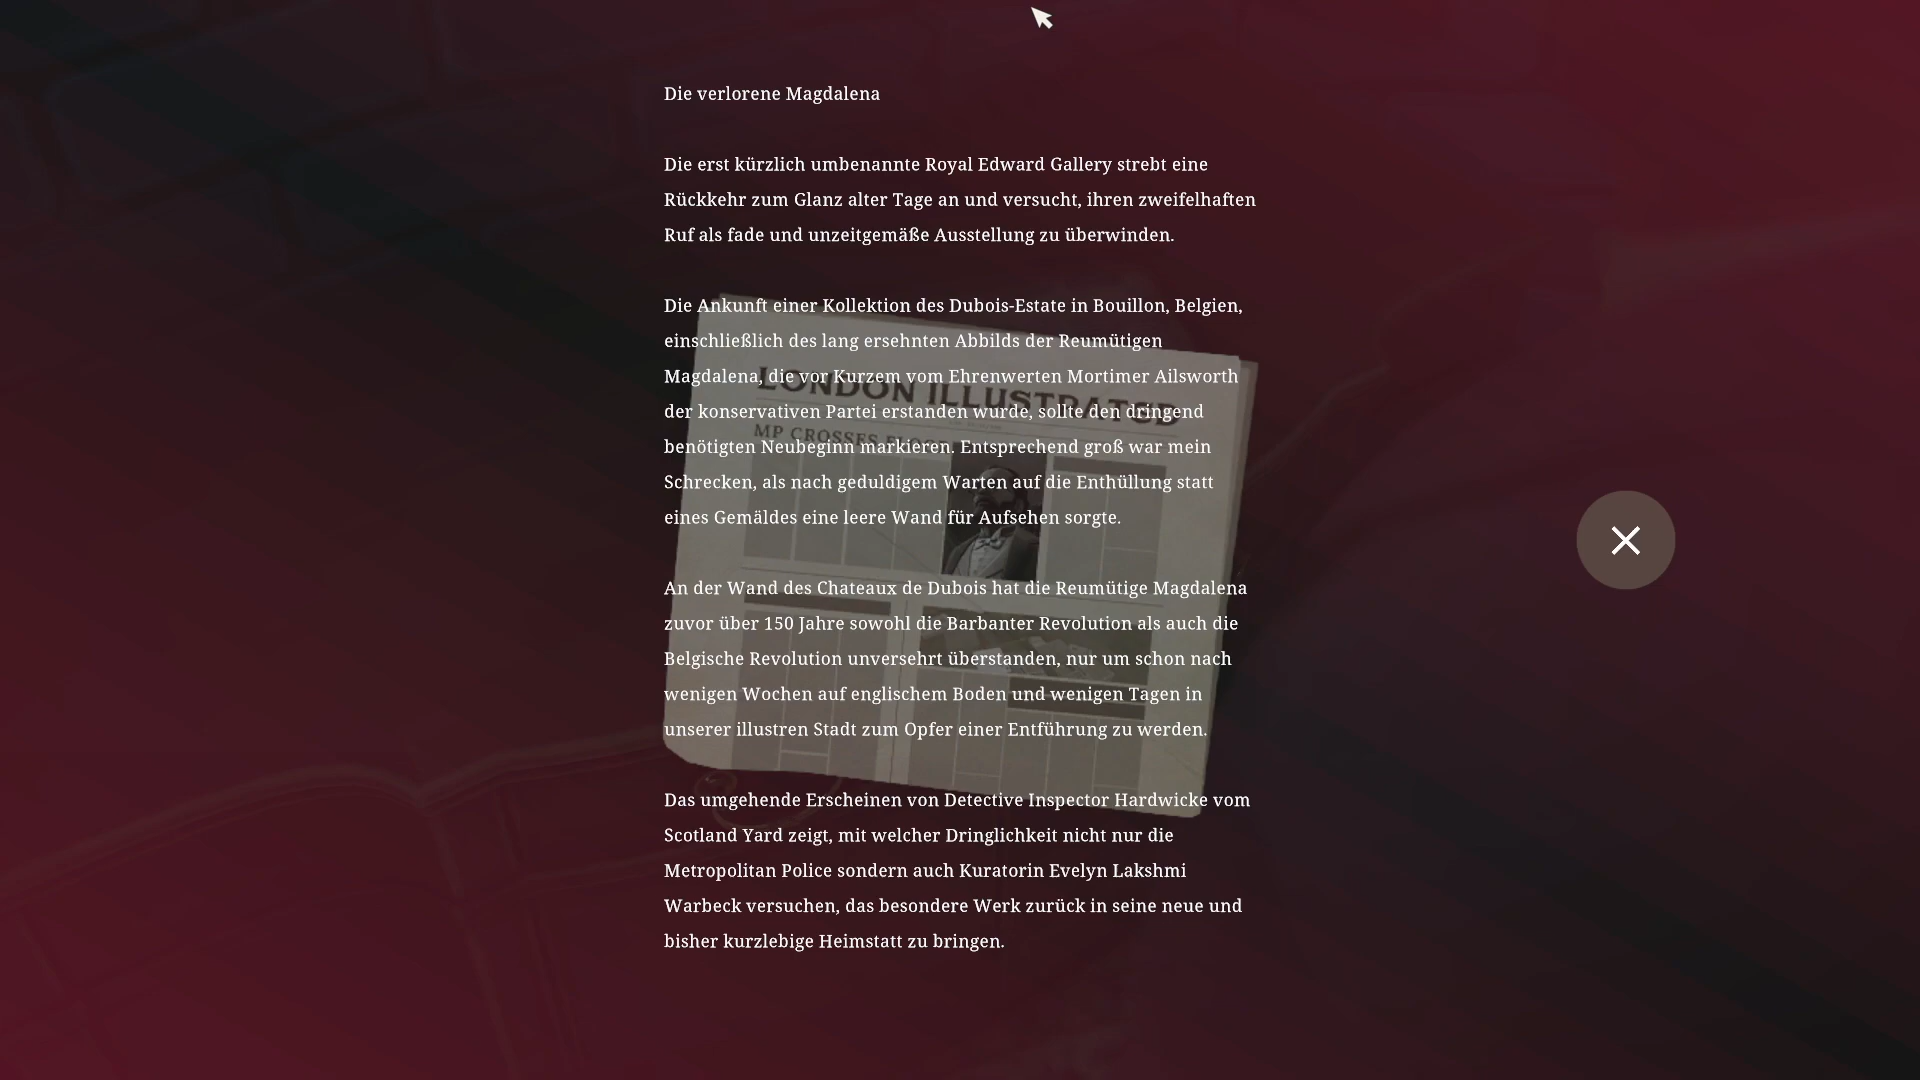 Die verlorene Magdalena
Die erst kürzlich umbenannte Royal Edward Gallery strebt eine
Rückkehr zum Glanz alter Tage an und versucht, ihren zweifelhaften
Ruf als fade und unzeitgemäße Ausstellung zu überwinden.
Die Ankunft einer Kollektion des Dubois-Estate in Bouillon, Belgien,
einschließlich des lang ersehnten Abbilds der Reumütigen
Magdalena, die vor Kurzem vom Ehrenwerten Mortimer Ailsworth
LONDON ILLUSTRATED
der konservativen Partei erstanden wurde, sollte den dringend
MP CROSSES
benötigten Neubeginn markieren. Entsprechend groß war mein
Schrecken, als nach geduldigem Warten auf die Enthüllung statt
eines Gemäldes eine leere Wand für Aufsehen sorgte.
An der Wand des Chateaux de Dubois hat die Reumütige Magdalena
zuvor über 150 Jahre sowohl die Barbanter Revolution als auch die
Belgische Revolution unversehrt überstanden, nur um schon nach
wenigen Wochen auf englischem Boden und wenigen Tagen in
unserer illustren Stadt zum Opfer einer Entführung zu werden.
Das umgehende Erscheinen von Detective Inspector Hardwicke vom
Scotland Yard zeigt, mit welcher Dringlichkeit nicht nur die
Metropolitan Police sondern auch Kuratorin Evelyn Lakshmi
Warbeck versuchen, das besondere Werk zurück in seine neue und
bisher kurzlebige Heimstatt zu bringen.